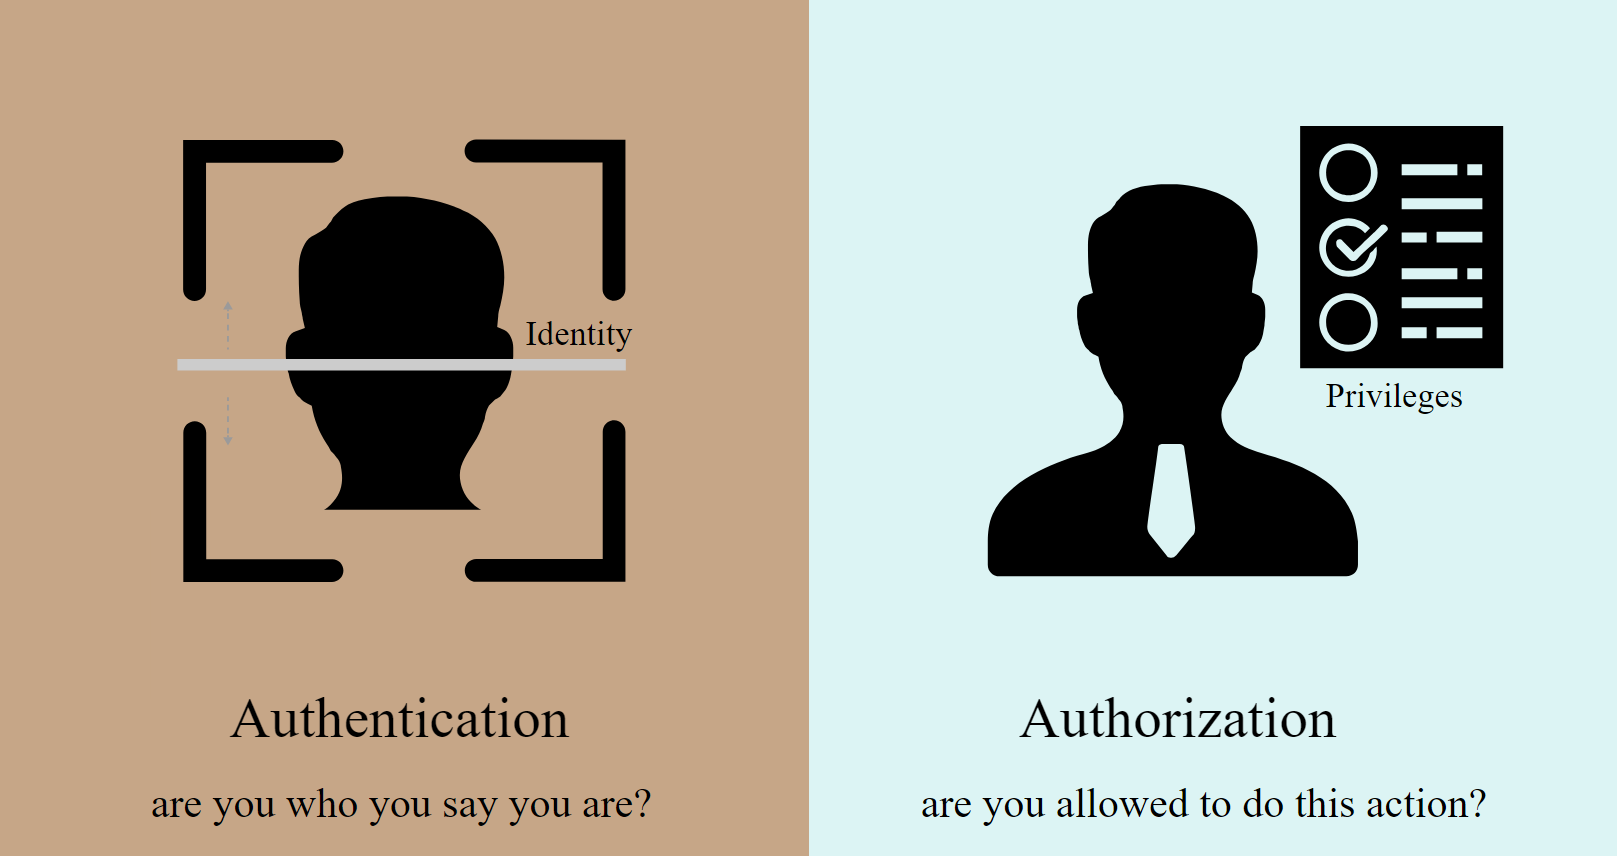 Identity
Authentication
are you who you say you are?
Privileges
Authorization
are you allowed to do this action?